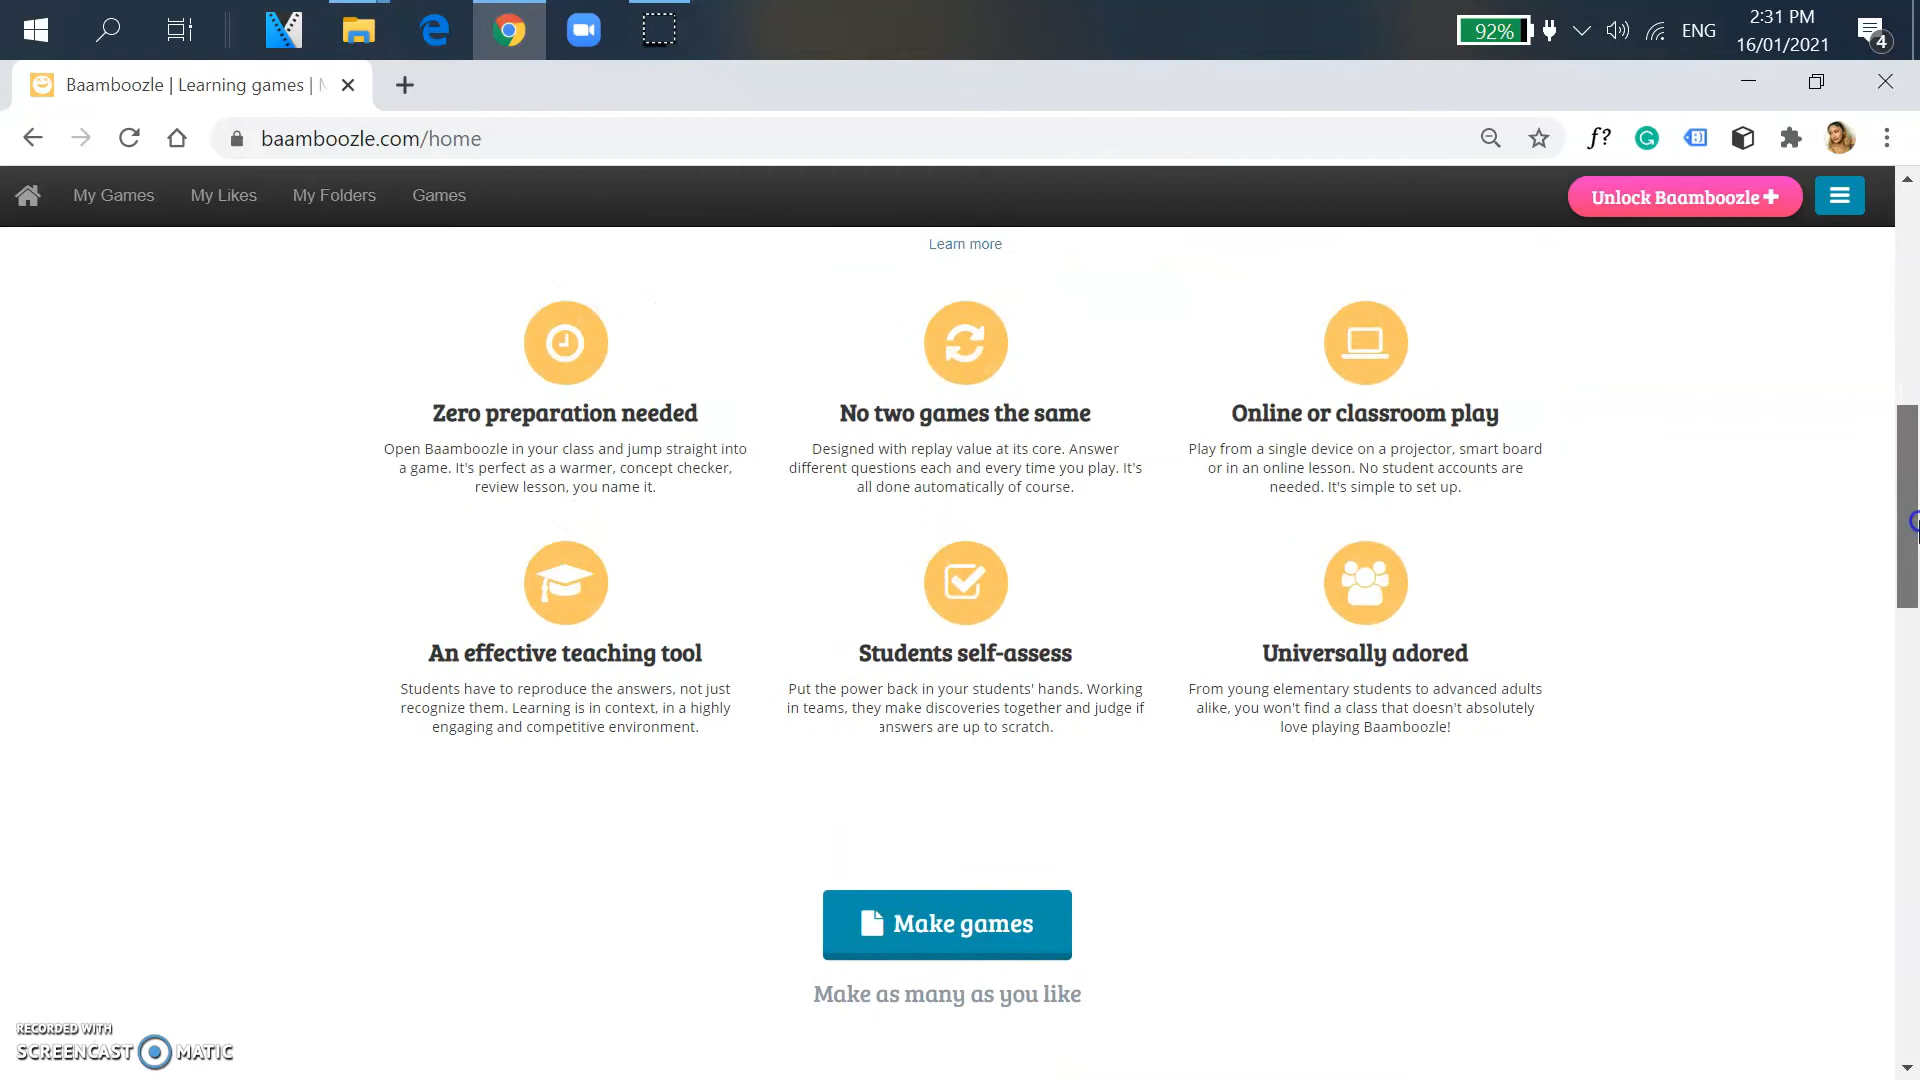 92%
ENG
2:31 PM
16/01/2021
4
Baamboozle | Learning games |
baamboozle.com/home
f?
My Games
My Likes
My Folders
Games
Unlock Baamboozle
Learn more
Zero preparation needed
Open Baamboozle in your class and jump straight into
a game. It's perfect as a warmer, concept checker,
review lesson, you name it.
No two games the same
Designed with replay value at its core. Answer
different questions each and every time you play. It's
all done automatically of course.
Online or classroom play
Play from a single device on a projector, smart board
or in an online lesson. No student accounts are
needed. It's simple to set up.
An effective teaching tool
Students have to reproduce the answers, not just
recognize them. Learning is in context, in a highly
engaging and competitive environment.
Students self-assess
Put the power back in your students' hands. Working
in teams, they make discoveries together and judge if
answers are up to scratch.
Universally adored
From young elementary students to advanced adults
alike, you won't find a class that doesn't absolutely
love playing Baamboozle!
Make games
Make as many as you like
RECORDED WITH
SCREENCAST MATIC